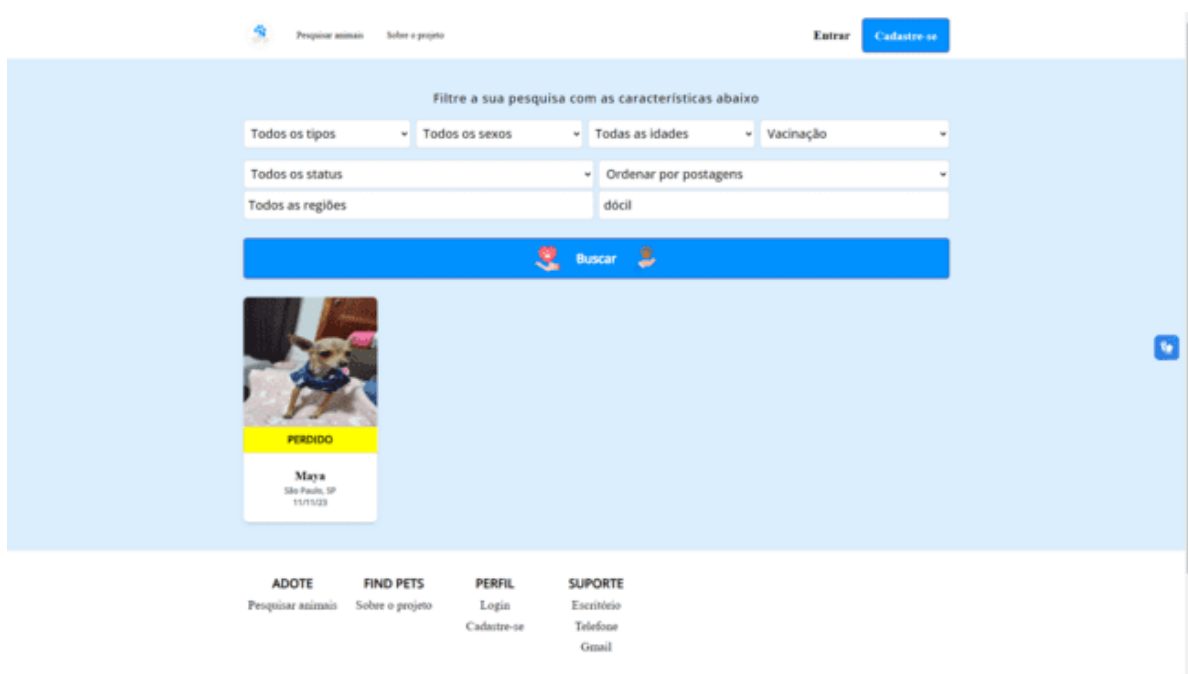 Pesquisar animais Sobre o projeto Entrar Cadastre-se
Filtre a sua pesquisa com as características abaixo
Todos os tipos Todos os sexos Todas as idades Vacinação
Todos os status Ordenar por postagens
Todos as regiões dócil
Buscar
PERDIDO
Maya
São Paulo, SP
11/11/23
ADOTE FIND PETS PERFIL SUPORTE
Pesquisar animais Sobre o projeto Login Escritório
Cadastre-se Telefone
Gmail